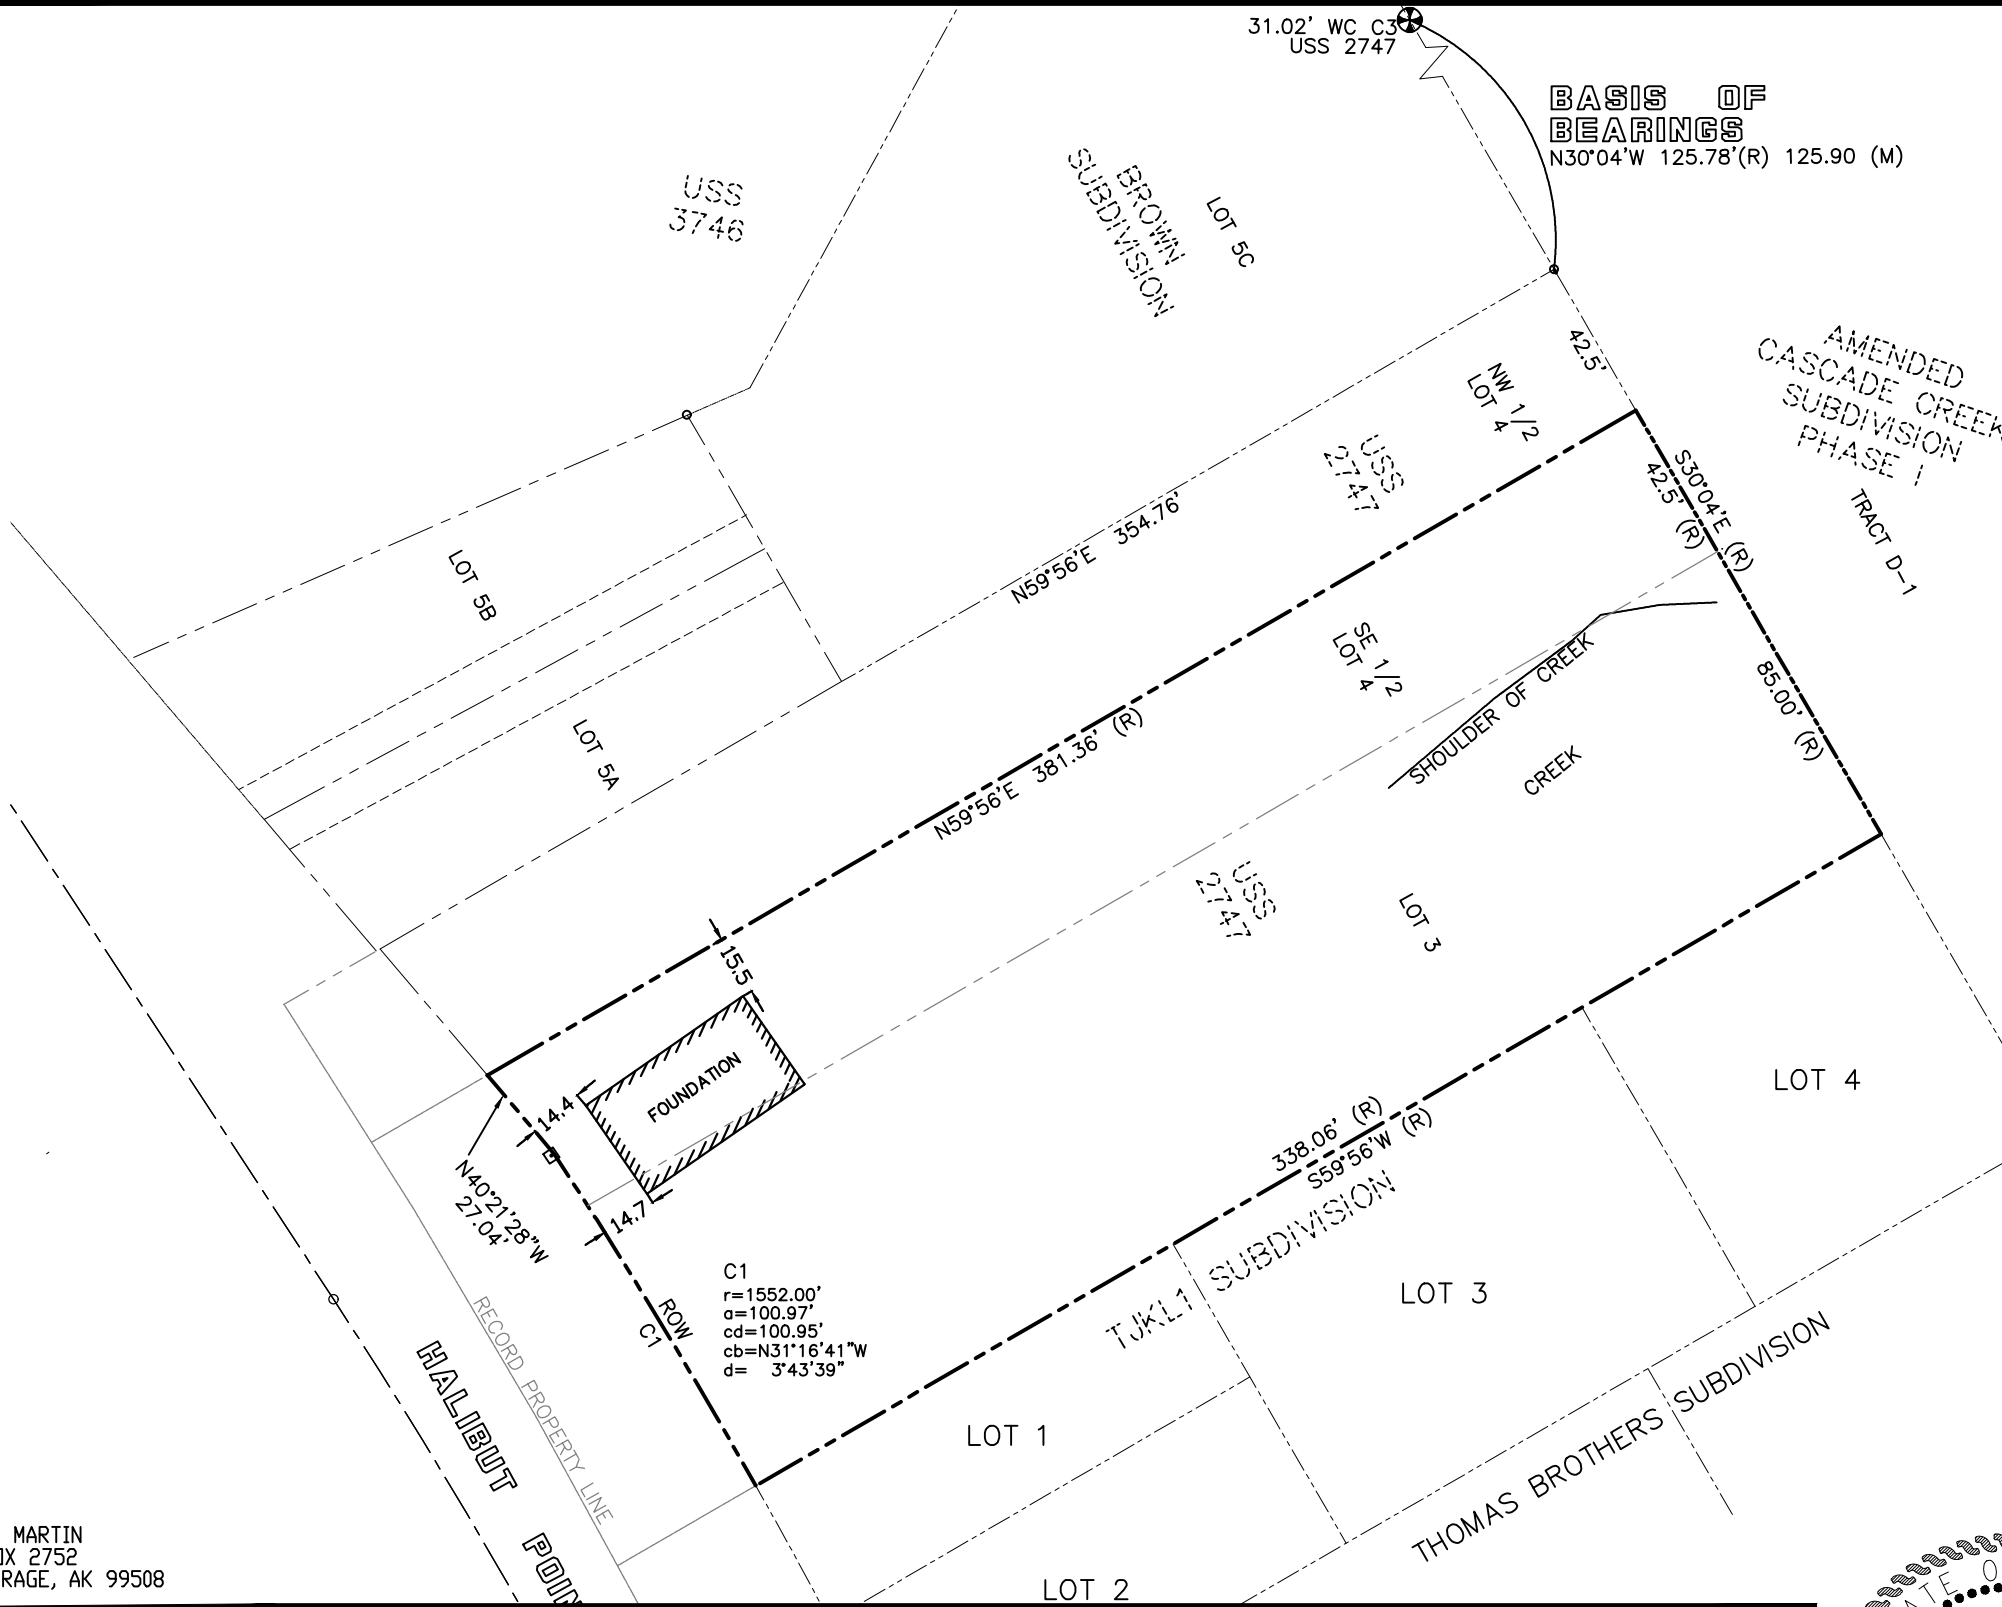 31.02' WC C3
USS 2747
BASIS OF
BEARINGS
N30°04'W 125.78'(R) 125.90 (M)
USS
3746
BROWN
SUBDIVISION
LOT 5C
42.5'
AMENDED
CASCADE CREEK
SUBDIVISION
PHASE I
TRACT D-1
NW 1/2
LOT 4
USS
2747
S30°04'E (R)
42.5' (R)
N59°56'E 354.76'
LOT 5B
LOT 5A
SE 1/2
LOT 4
SHOULDER OF CREEK
CREEK
85.00' (R)
N59°56'E 381.36' (R)
USS
2747
LOT 3
15.5
FOUNDATION
14.4
14.7
N40°21'28"W
27.04'
C1
r=1552.00'
a=100.97'
cd=100.95'
cb=N31°16'41"W
d= 3°43'39"
ROW
C1
RECORD PROPERTY LINE
338.06' (R)
S59°56'W (R)
TJKL1 SUBDIVISION
LOT 4
LOT 3
LOT 1
LOT 2
THOMAS BROTHERS SUBDIVISION
HALIBUT POIN
MARTIN
OX 2752
RAGE, AK 99508
ATE O